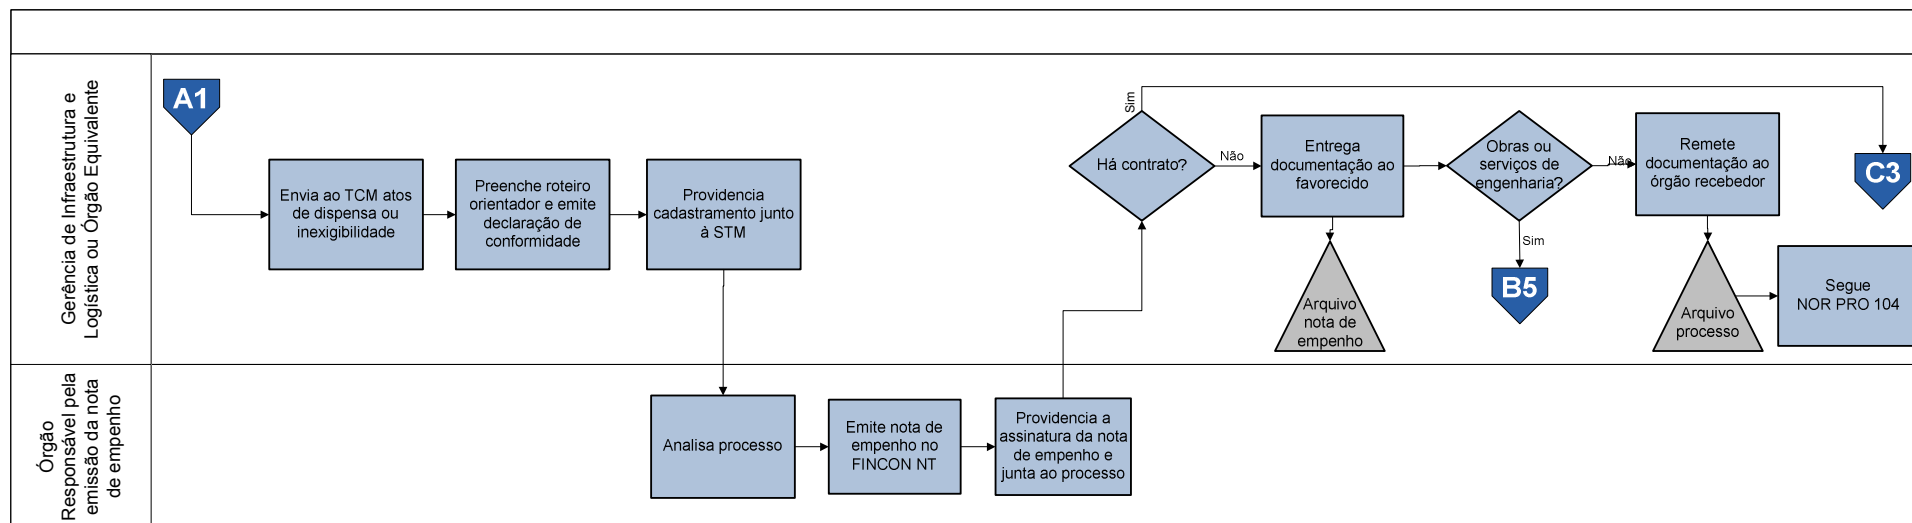 Gerência de Infraestrutura e
Logística ou Órgão Equivalente
A1
Envia ao TCM atos
de dispensa ou
inexigibilidade
Preenche roteiro
orientador e emite
declaração de
conformidade
Providencia
cadastramento junto
à STM
Há contrato?
Sim
Não
Entrega
documentação ao
favorecido
Arquivo
nota de
empenho
Obras ou
serviços de
engenharia?
Não
Sim
B5
Remete
documentação ao
órgão recebedor
Arquivo
processo
Segue
NOR PRO 104
C3
Órgão
Responsável pela
emissão da nota
de empenho
Analisa processo
Emite nota de
empenho no
FINCON NT
Providencia a
assinatura da nota
de empenho e
junta ao processo